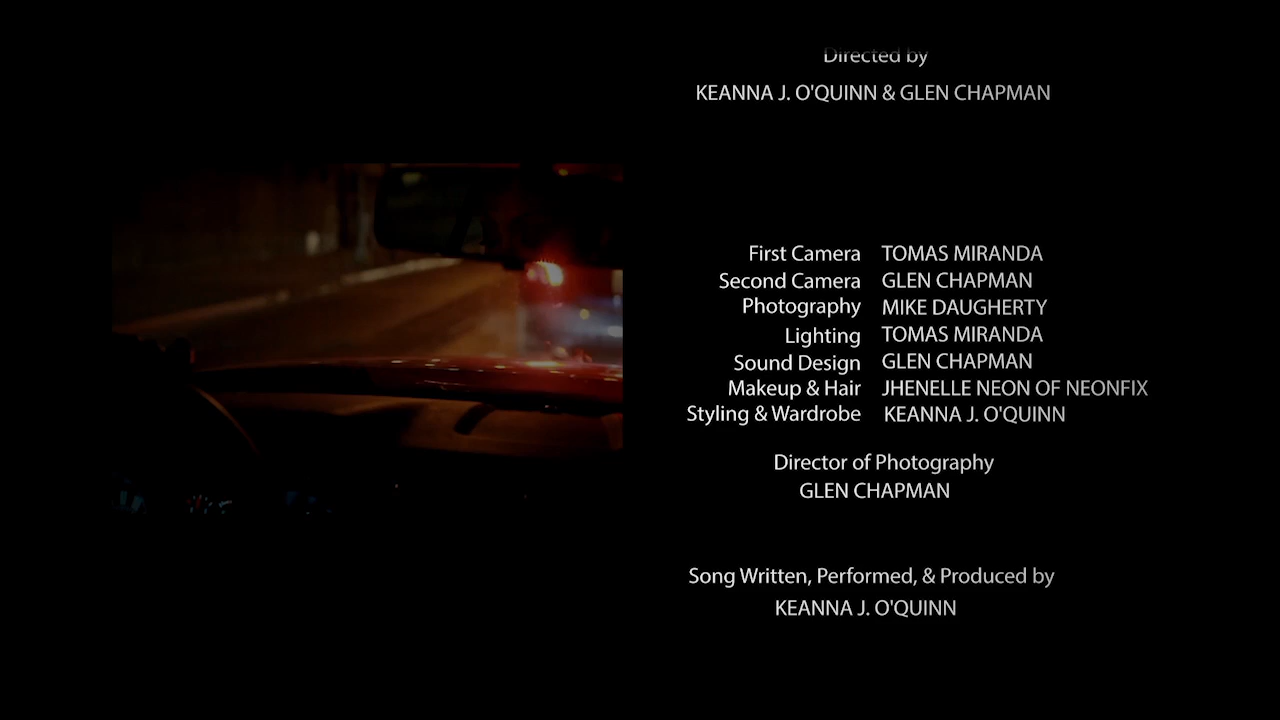 Directed by
KEANNA J. O'QUINN & GLEN CHAPMAN
First Camera TOMAS MIRANDA
Second Camera GLEN CHAPMAN
Photography MIKE DAUGHERTY
Lighting TOMAS MIRANDA
Sound Design GLEN CHAPMAN
Makeup & Hair JHENELLE NEON OF NEONFIX
Styling & Wardrobe KEANNA J. O'QUINN
Director of Photography
GLEN CHAPMAN
Song Written, Performed, & Produced by
KEANNA J. O'QUINN